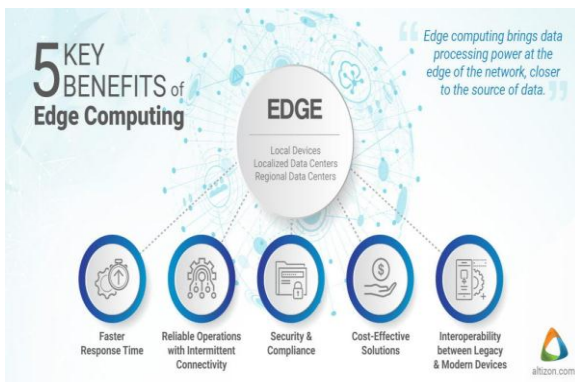 5 KEY
BENEFITS of
Edge Computing
“ Edge computing brings data
processing power at the
edge of the network, closer
to the source of data. ”
EDGE
Local Devices
Localized Data Centers
Regional Data Centers
Faster
Response Time
Reliable Operations
with Intermittent
Connectivity
Security &
Compliance
$
Cost-Effective
Solutions
Interoperability
between Legacy
& Modern Devices
altizon.com